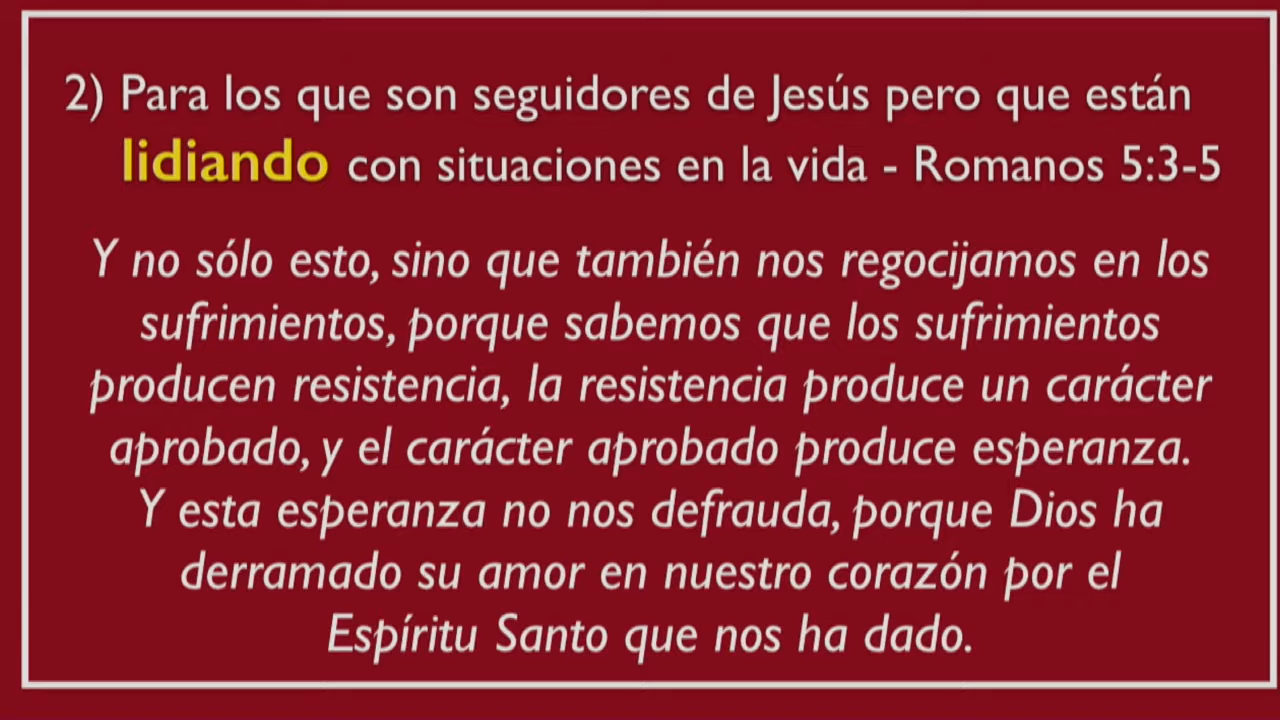 2) Para los que son seguidores de Jesús pero que están
lidiando con situaciones en la vida - Romanos 5:3-5
Y no sólo esto, sino que también nos regocijamos en los
sufrimientos, porque sabemos que los sufrimientos
producen resistencia, la resistencia produce un carácter
aprobado, y el carácter aprobado produce esperanza.
Y esta esperanza no nos defrauda, porque Dios ha
derramado su amor en nuestro corazón por el
Espíritu Santo que nos ha dado.